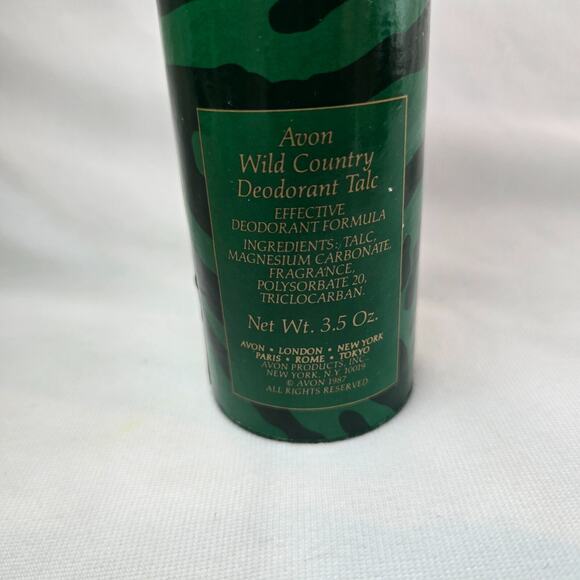 Avon
Wild Country
Deodorant Talc
EFFECTIVE
DEODORANT FORMULA
INGREDIENTS: TALC,
MAGNESIUM CARBONATE,
FRAGRANCE,
POLYSORBATE 20,
TRICLOCARBAN.
Net Wt. 3.5 Oz.
AVON • LONDON • NEW YORK
PARIS • ROME • TOKYO
AVON PRODUCTS, INC.
NEW YORK, N.Y. 10019
© AVON 1987
ALL RIGHTS RESERVED